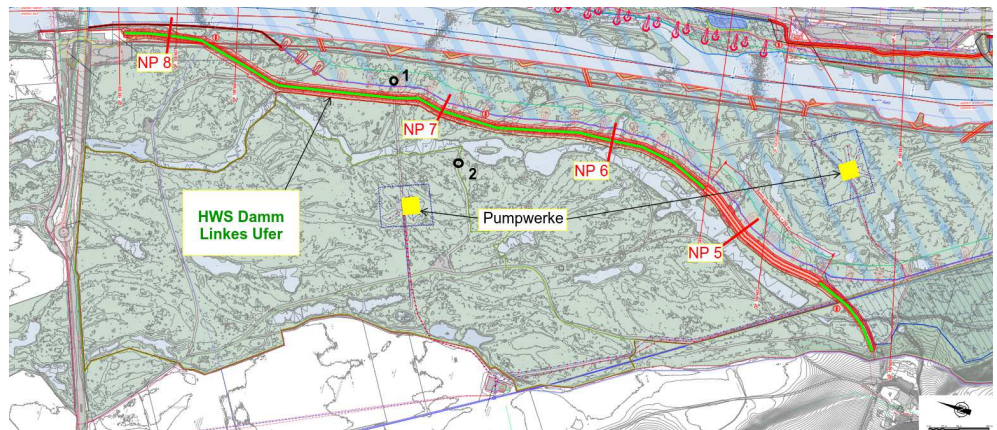 NP 8
1
NP 7
NP 6
2
HWS Damm
Linkes Ufer
Pumpwerke
NP 5